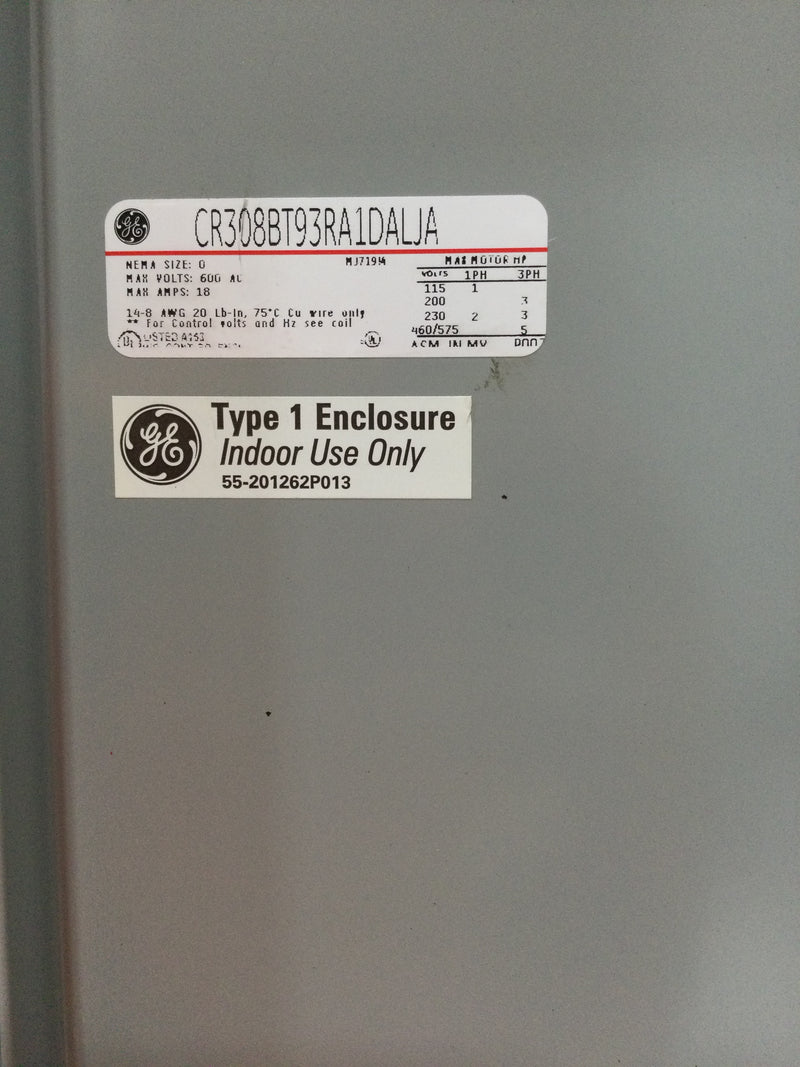 GE CR308BT93RA1DALJA
NEMA SIZE: 0
MAX VOLTS: 600 AC
MAX AMPS: 18
14-8 AWG 20 Lb-In, 75°C Cu wire only
** For Control volts and Hz see coil
LISTED
UL
MAX MOTOR HP
VOLTS 1PH 3PH
115 1
200 3
230 2 3
460/575 5
GE
Type 1 Enclosure
Indoor Use Only
55-201262P013